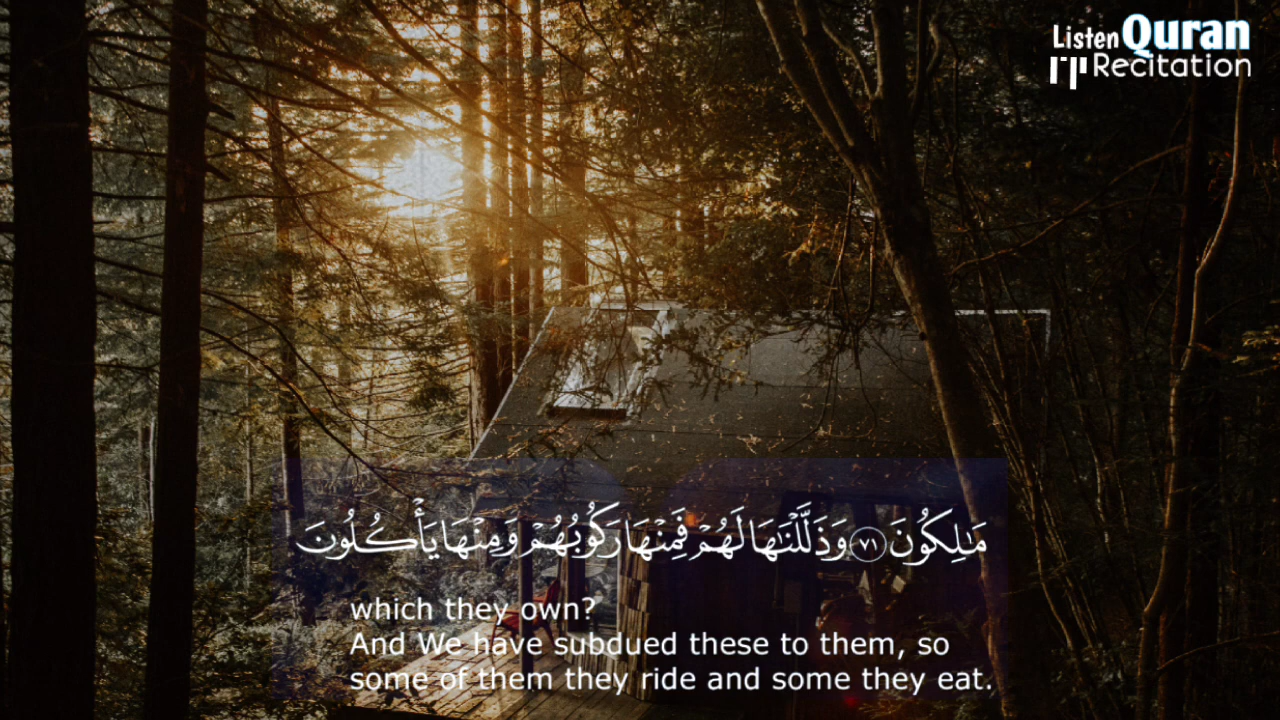 Listen Quran
Recitation
مَـٰلِكُونَ ٧١ وَذَلَّلْنَـٰهَا لَهُمْ فَمِنْهَا رَكُوبُهُمْ وَمِنْهَا يَأْكُلُونَ
which they own?
And We have subdued these to them, so
some of them they ride and some they eat.